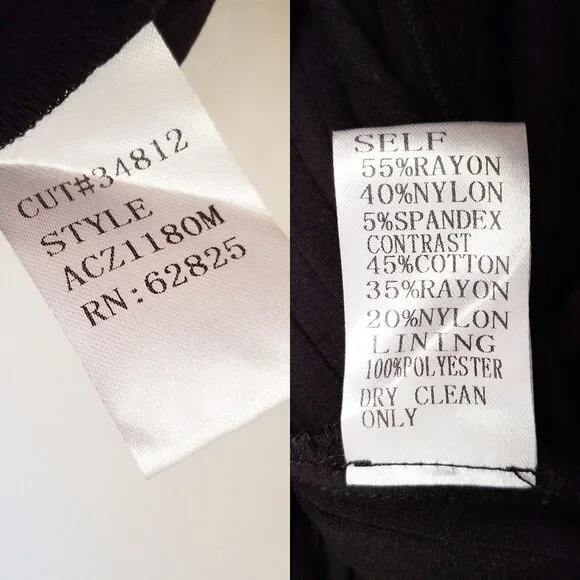 CUT#34812
STYLE
ACZ1180M
RN:62825
SELF
55%RAYON
40%NYLON
5%SPANDEX
CONTRAST
45%COTTON
35%RAYON
20%NYLON
LINING
100%POLYESTER
DRY CLEAN
ONLY